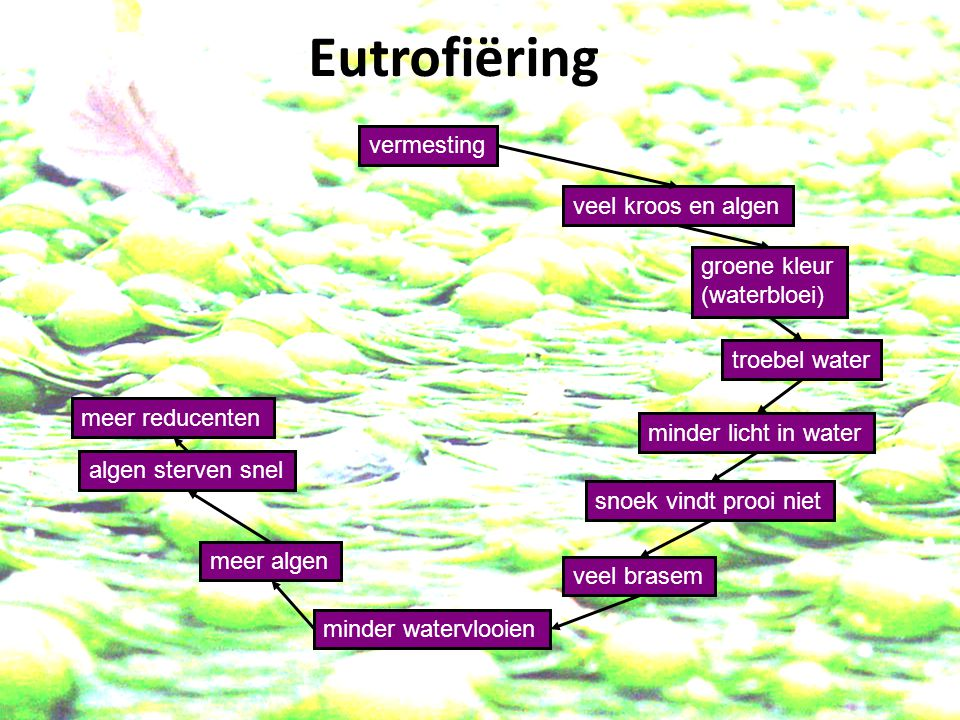 Eutrofiëring
vermesting
veel kroos en algen
groene kleur
(waterbloei)
troebel water
minder licht in water
snoek vindt prooi niet
veel brasem
minder watervlooien
meer algen
algen sterven snel
meer reducenten